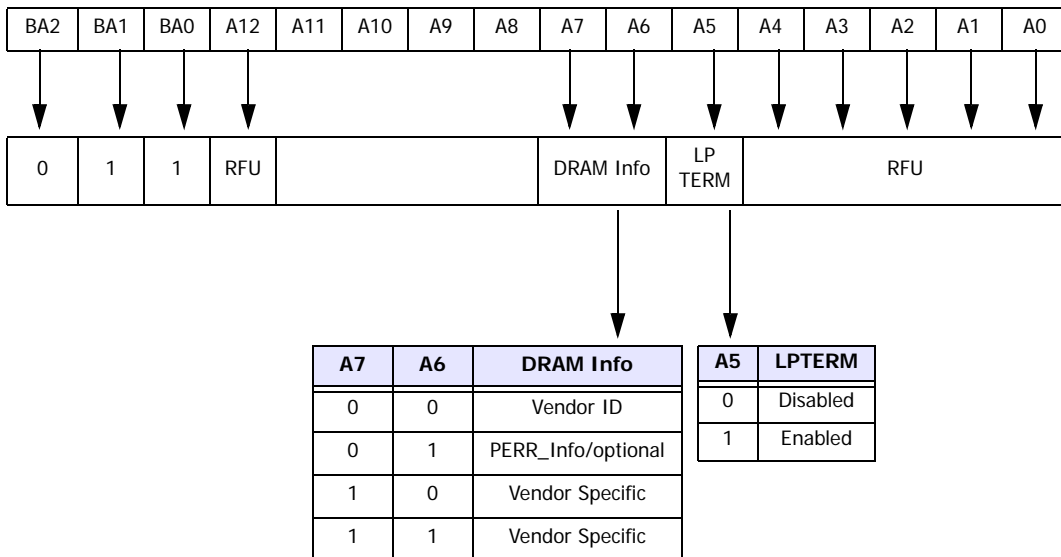 BA2 BA1 BA0 A12 A11 A10 A9 A8 A7 A6 A5 A4 A3 A2 A1 A0
0 1 1 RFU DRAM Info LP TERM RFU
A7 A6 DRAM Info
0 0 Vendor ID
0 1 PERR_Info/optional
1 0 Vendor Specific
1 1 Vendor Specific
A5 LPTERM
0 Disabled
1 Enabled